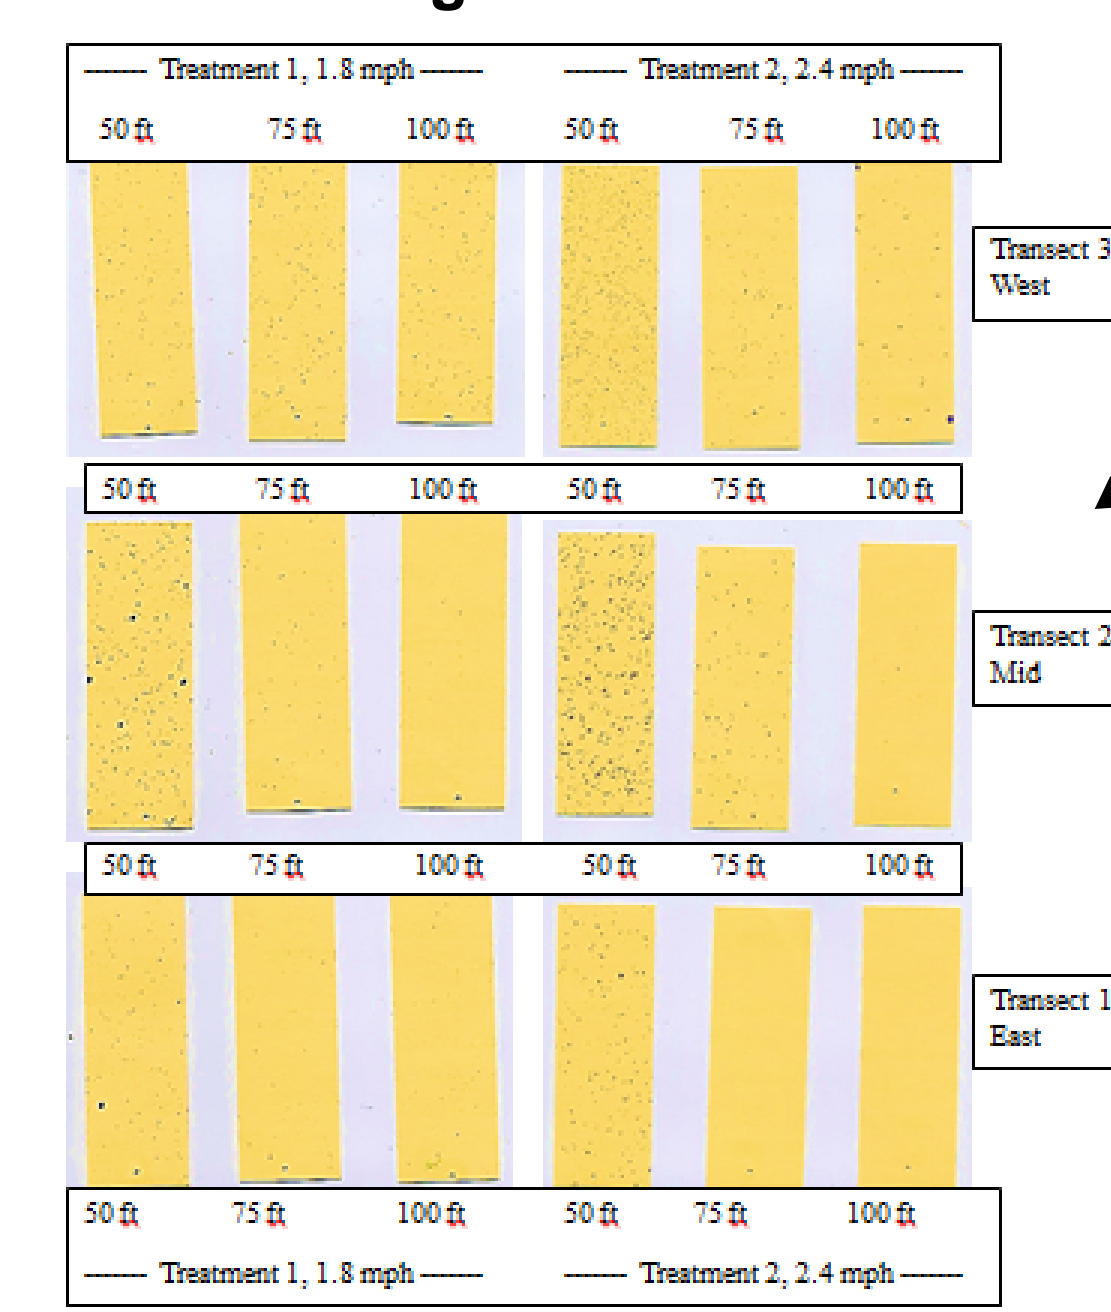 ------- Treatment 1, 1.8 mph ------- ------- Treatment 2, 2.4 mph -------
50 ft 75 ft 100 ft 50 ft 75 ft 100 ft
Transect 3
West
50 ft 75 ft 100 ft 50 ft 75 ft 100 ft
Transect 2
Mid
50 ft 75 ft 100 ft 50 ft 75 ft 100 ft
Transect 1
East
50 ft 75 ft 100 ft 50 ft 75 ft 100 ft
------- Treatment 1, 1.8 mph ------- ------- Treatment 2, 2.4 mph -------